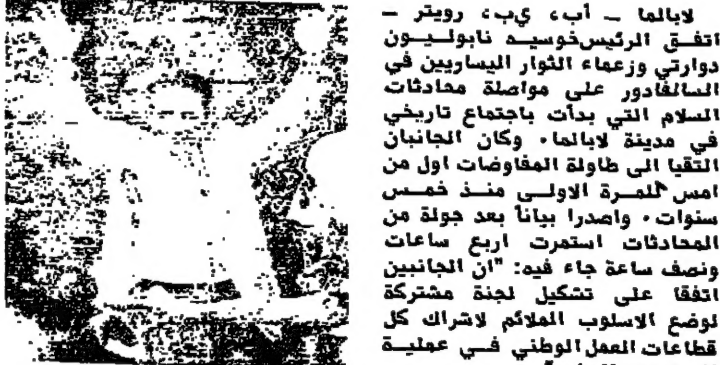 لابالما _ أب، يب، رويتر _
اتفق الرئيس خوسيه نابوليون
دوارتي وزعماء الثوار اليساريين في
السالفادور على مواصلة محادثات
السلام التي بدأت باجتماع تاريخي
في مدينة لابالما. وكان الجانبان
التقيا الى طاولة المفاوضات اول من
امس للمرة الاولى منذ خمس
سنوات. واصدرا بياناً بعد جولة من
المحادثات استمرت اربع ساعات
ونصف ساعة جاء فيه: "ان الجانبين
اتفقا على تشكيل لجنة مشتركة
لوضع الاسلوب الملائم لاشراك كل
قطاعات العمل الوطني في عملية